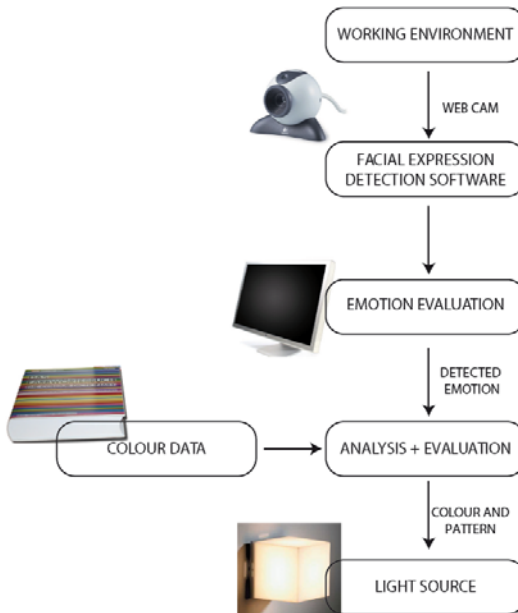 WORKING ENVIRONMENT
WEB CAM
FACIAL EXPRESSION
DETECTION SOFTWARE
EMOTION EVALUATION
DETECTED
EMOTION
COLOUR DATA
ANALYSIS + EVALUATION
COLOUR AND
PATTERN
LIGHT SOURCE